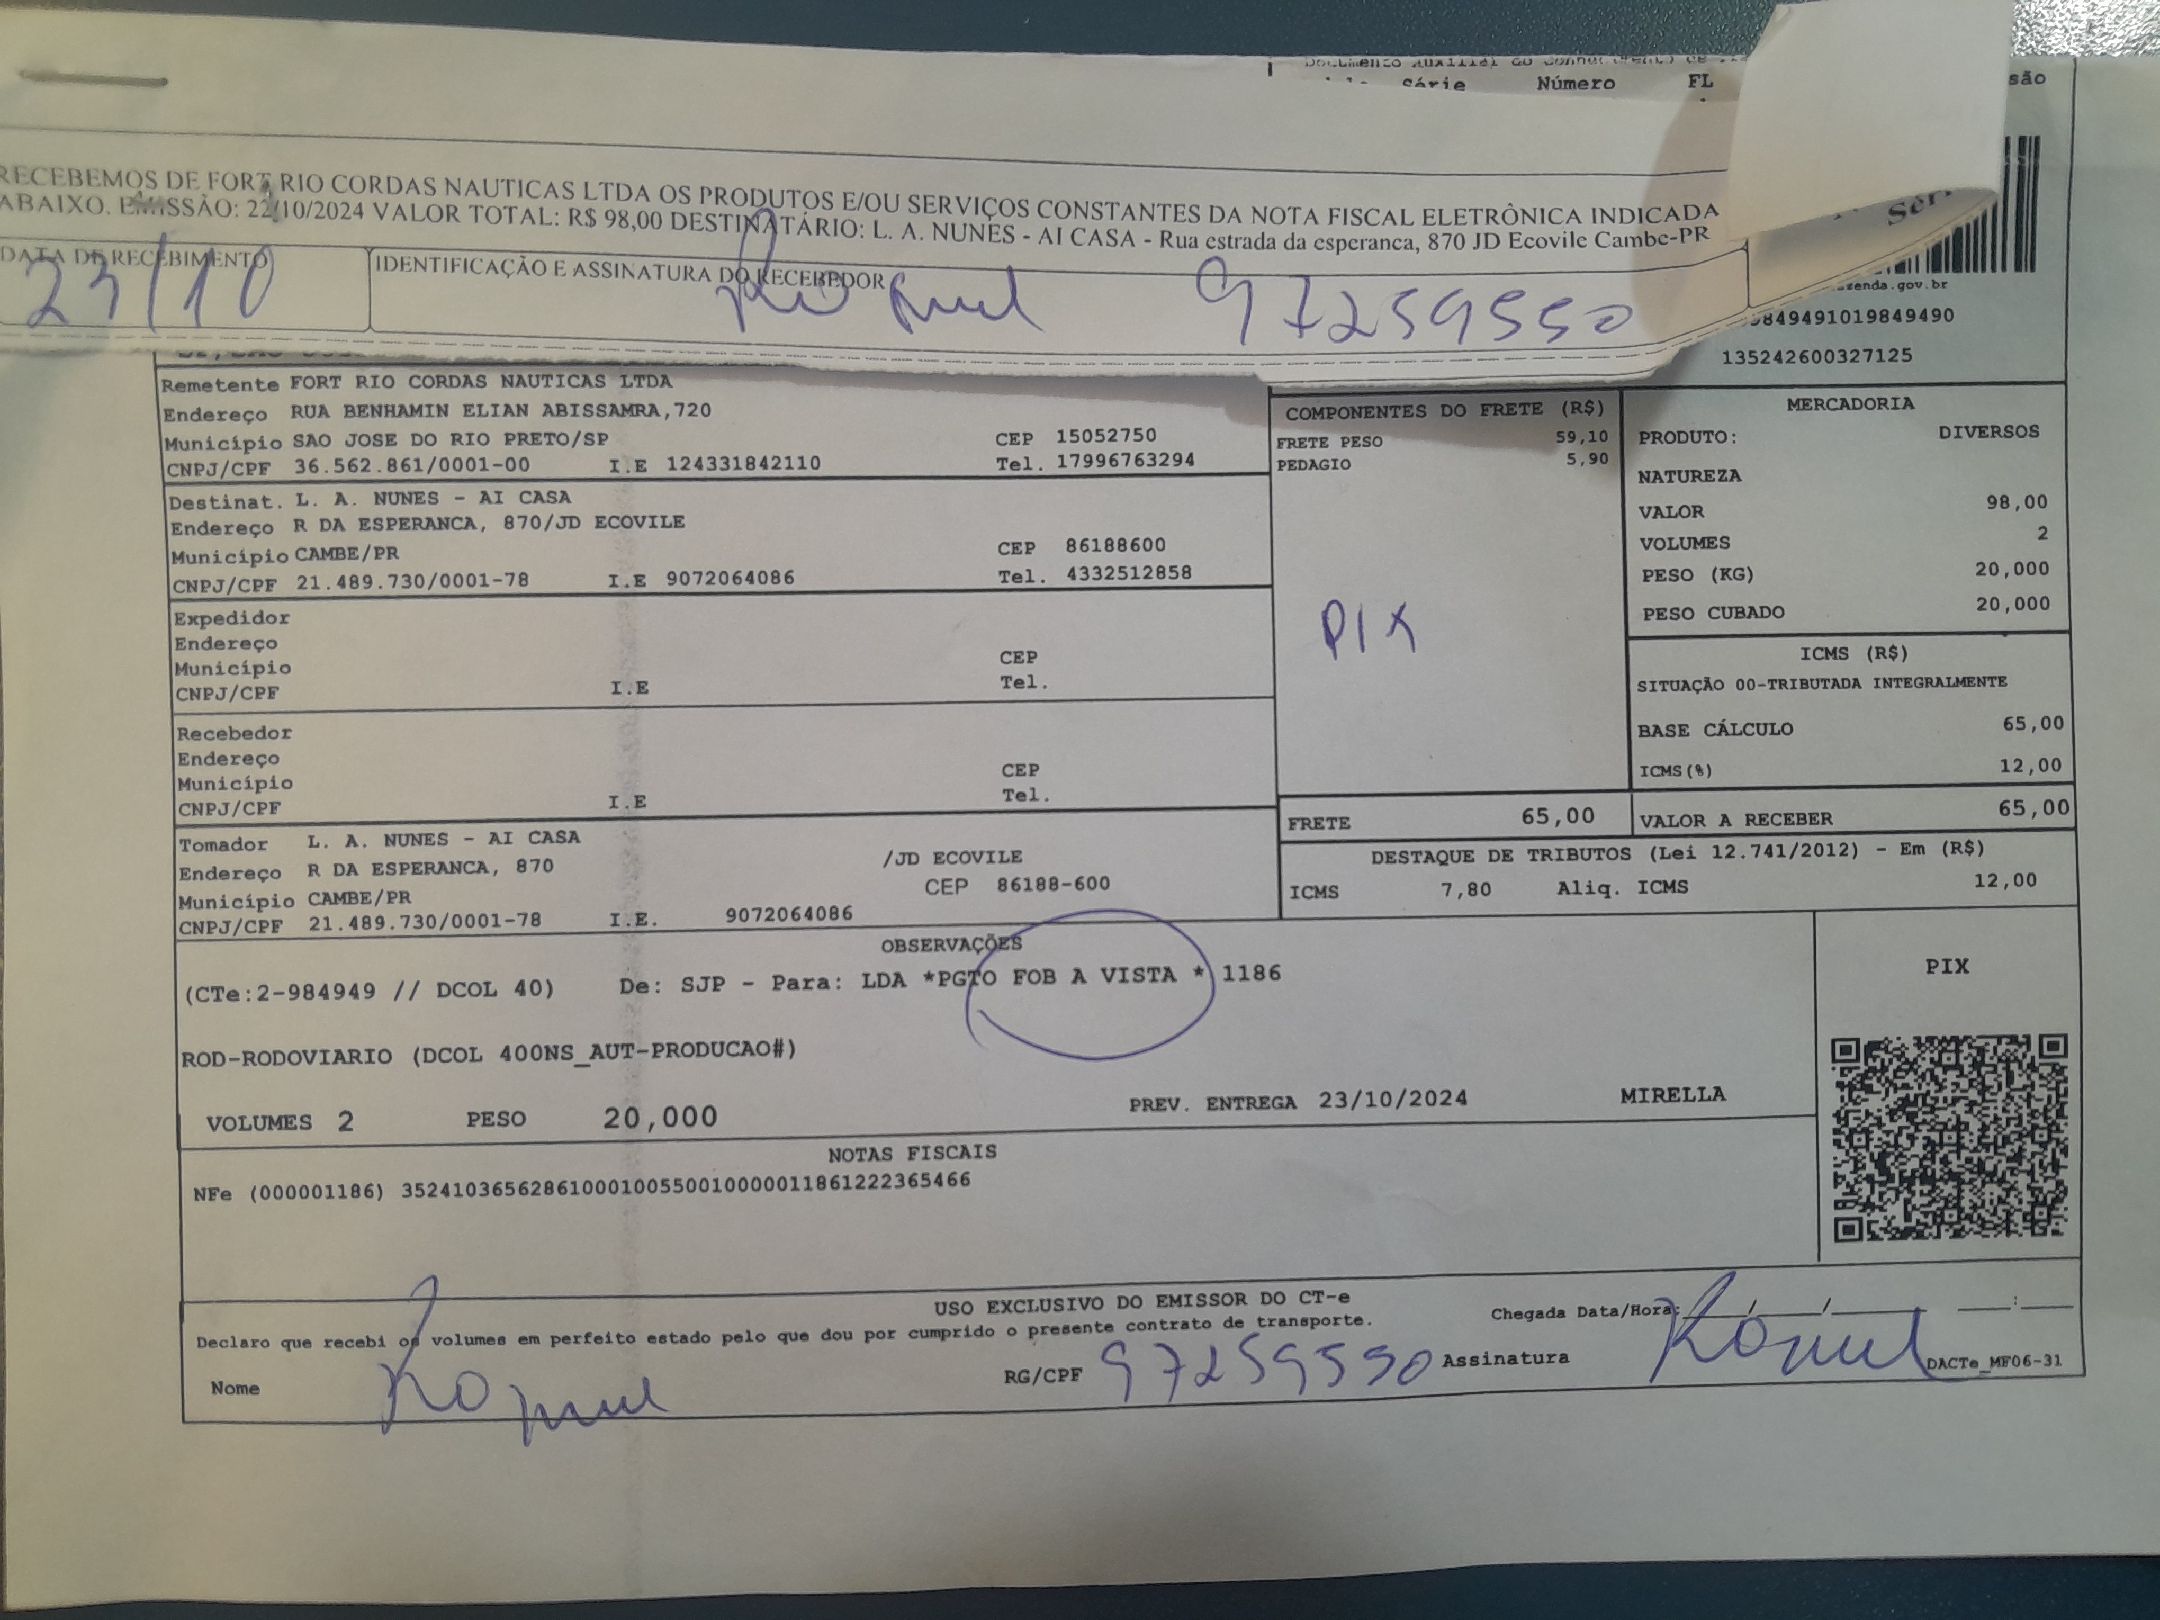 Série Número FL
são
RECEBEMOS DE FORT RIO CORDAS NAUTICAS LTDA OS PRODUTOS E/OU SERVIÇOS CONSTANTES DA NOTA FISCAL ELETRÔNICA INDICADA
ABAIXO. EMISSÃO: 22/10/2024 VALOR TOTAL: R$ 98,00 DESTINATÁRIO: L. A. NUNES - AI CASA - Rua estrada da esperanca, 870 JD Ecovile Cambe-PR
DATA DE RECEBIMENTO IDENTIFICAÇÃO E ASSINATURA DO RECEBEDOR
23/10 97259550
9849491019849490
135242600327125
Remetente FORT RIO CORDAS NAUTICAS LTDA
Endereço RUA BENHAMIN ELIAN ABISSAMRA,720
Município SAO JOSE DO RIO PRETO/SP CEP 15052750
CNPJ/CPF 36.562.861/0001-00 I.E 124331842110 Tel. 17996763294
Destinat. L. A. NUNES - AI CASA
Endereço R DA ESPERANCA, 870/JD ECOVILE
Município CAMBE/PR CEP 86188600
CNPJ/CPF 21.489.730/0001-78 I.E 9072064086 Tel. 4332512858
Expedidor
Endereço
Município CEP
CNPJ/CPF I.E Tel.
Recebedor
Endereço
Município CEP
CNPJ/CPF I.E Tel.
Tomador L. A. NUNES - AI CASA
Endereço R DA ESPERANCA, 870 /JD ECOVILE
Município CAMBE/PR CEP 86188-600
CNPJ/CPF 21.489.730/0001-78 I.E. 9072064086
COMPONENTES DO FRETE (R$)
FRETE PESO 59,10
PEDAGIO 5,90
PIX
FRETE 65,00
MERCADORIA
PRODUTO: DIVERSOS
NATUREZA
VALOR 98,00
VOLUMES 2
PESO (KG) 20,000
PESO CUBADO 20,000
ICMS (R$)
SITUAÇÃO 00-TRIBUTADA INTEGRALMENTE
BASE CÁLCULO 65,00
ICMS(%) 12,00
VALOR A RECEBER 65,00
DESTAQUE DE TRIBUTOS (Lei 12.741/2012) - Em (R$)
ICMS 7,80 Aliq. ICMS 12,00
OBSERVAÇÕES
(CTe:2-984949 // DCOL 40) De: SJP - Para: LDA *PGTO FOB A VISTA * 1186
ROD-RODOVIARIO (DCOL 400NS_AUT-PRODUCAO#)
VOLUMES 2 PESO 20,000 PREV. ENTREGA 23/10/2024 MIRELLA
PIX
NOTAS FISCAIS
NFe (000001186) 35241036562861000100550010000011861222365466
USO EXCLUSIVO DO EMISSOR DO CT-e
Declaro que recebi os volumes em perfeito estado pelo que dou por cumprido o presente contrato de transporte.
Chegada Data/Hora: / / :
Nome RG/CPF 97259550 Assinatura
DACTe_MF06-31